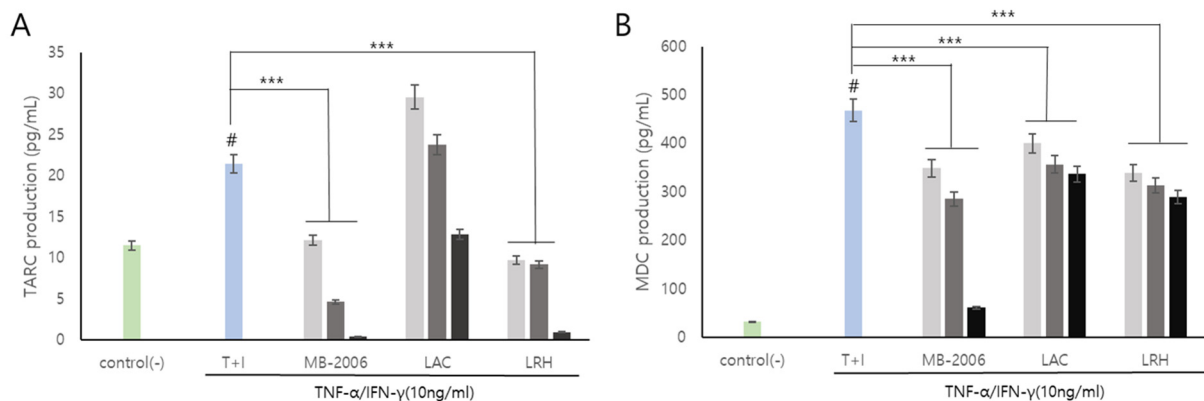 A
TARC production (pg/mL)
35
30
25
20
15
10
5
0
***
***
#
control(-)
T+I
MB-2006
LAC
LRH
TNF-α/IFN-γ(10ng/ml)
B
MDC production (pg/mL)
600
500
400
300
200
100
0
***
***
***
#
control(-)
T+I
MB-2006
LAC
LRH
TNF-α/IFN-γ(10ng/ml)